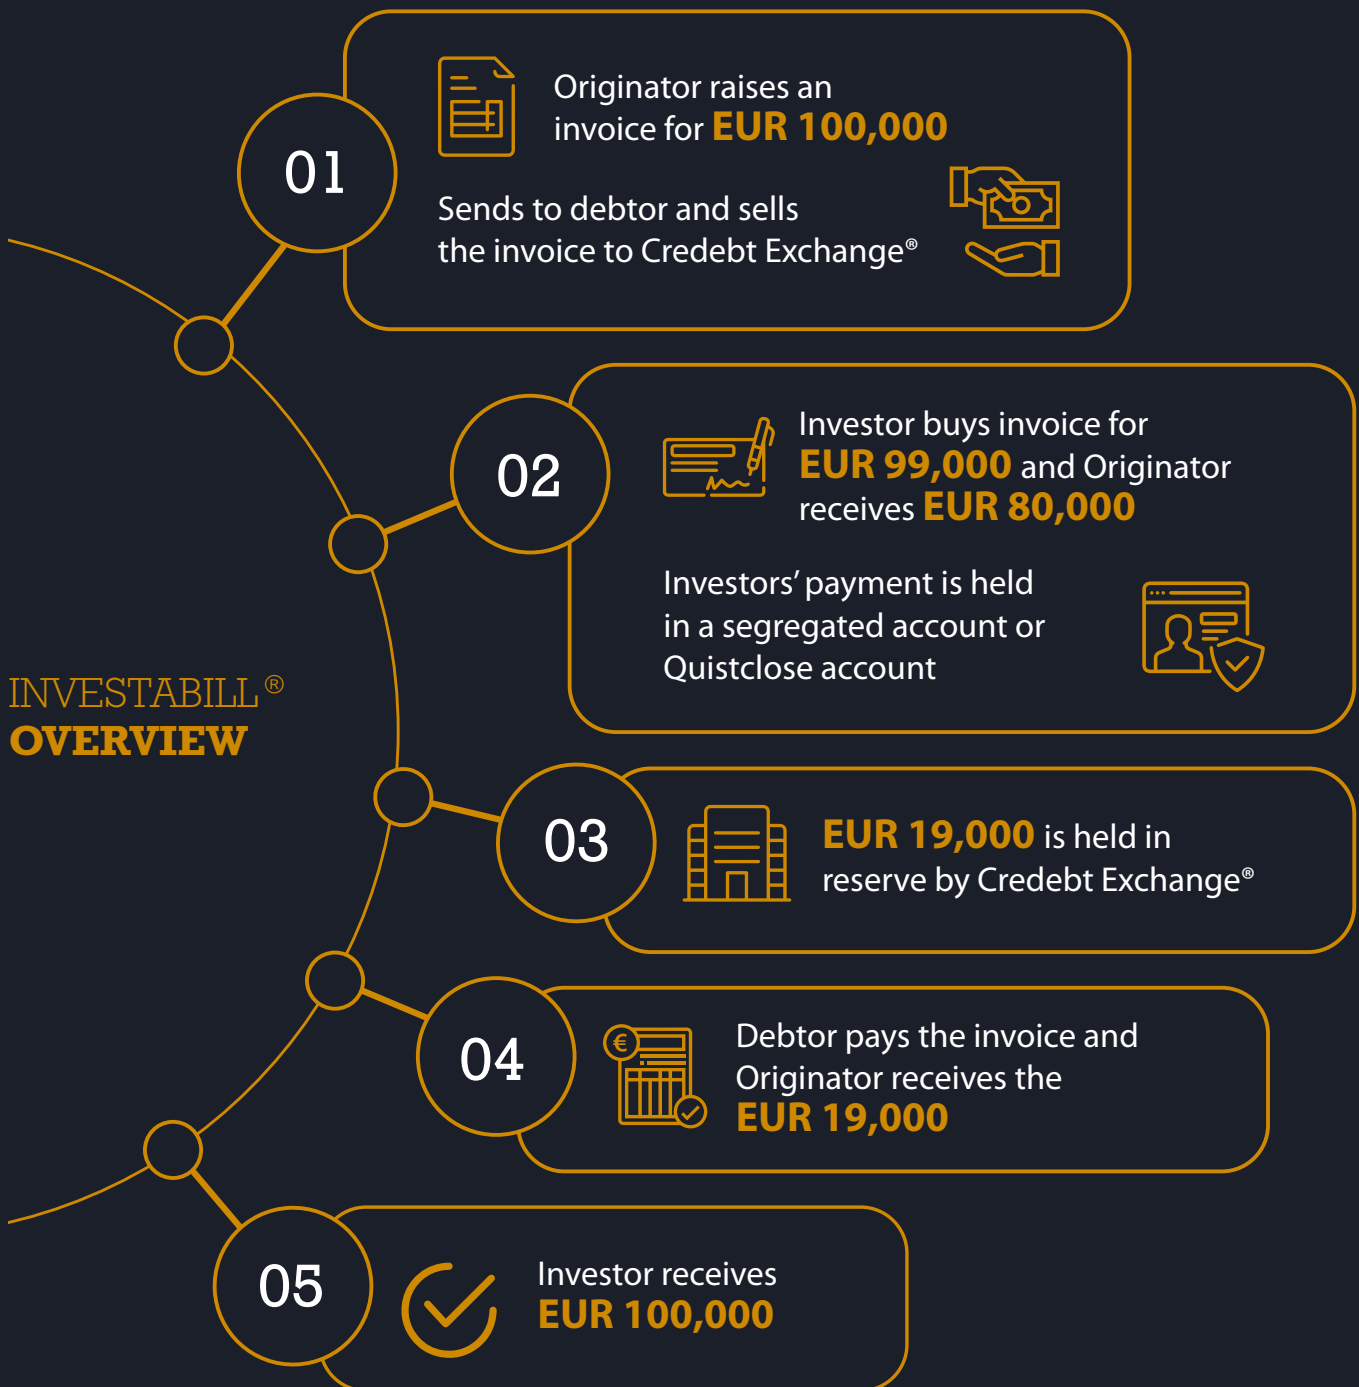 01
Originator raises an
invoice for EUR 100,000
Sends to debtor and sells
the invoice to Credebt Exchange®
02
Investor buys invoice for
EUR 99,000 and Originator
receives EUR 80,000
Investors’ payment is held
in a segregated account or
Quistclose account
INVESTABILL®
OVERVIEW
03
EUR 19,000 is held in
reserve by Credebt Exchange®
04
€
Debtor pays the invoice and
Originator receives the
EUR 19,000
05
Investor receives
EUR 100,000